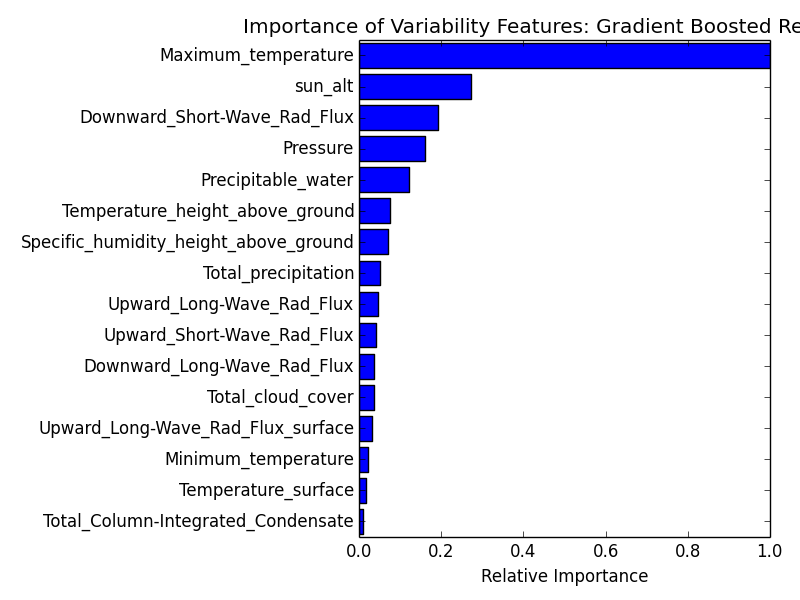 Importance of Variability Features: Gradient Boosted Re
Maximum_temperature
sun_alt
Downward_Short-Wave_Rad_Flux
Pressure
Precipitable_water
Temperature_height_above_ground
Specific_humidity_height_above_ground
Total_precipitation
Upward_Long-Wave_Rad_Flux
Upward_Short-Wave_Rad_Flux
Downward_Long-Wave_Rad_Flux
Total_cloud_cover
Upward_Long-Wave_Rad_Flux_surface
Minimum_temperature
Temperature_surface
Total_Column-Integrated_Condensate
0.0 0.2 0.4 0.6 0.8 1.0
Relative Importance